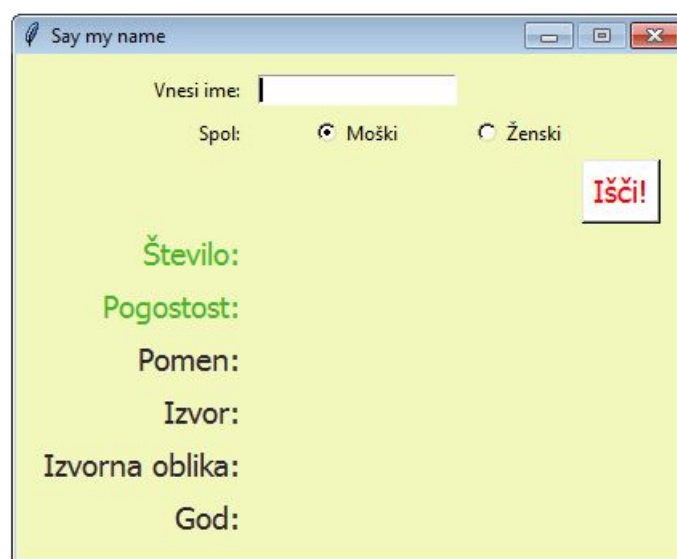 Say my name
Vnesi ime:
Spol: Moški Ženski
Išči!
Število:
Pogostost:
Pomen:
Izvor:
Izvorna oblika:
God: